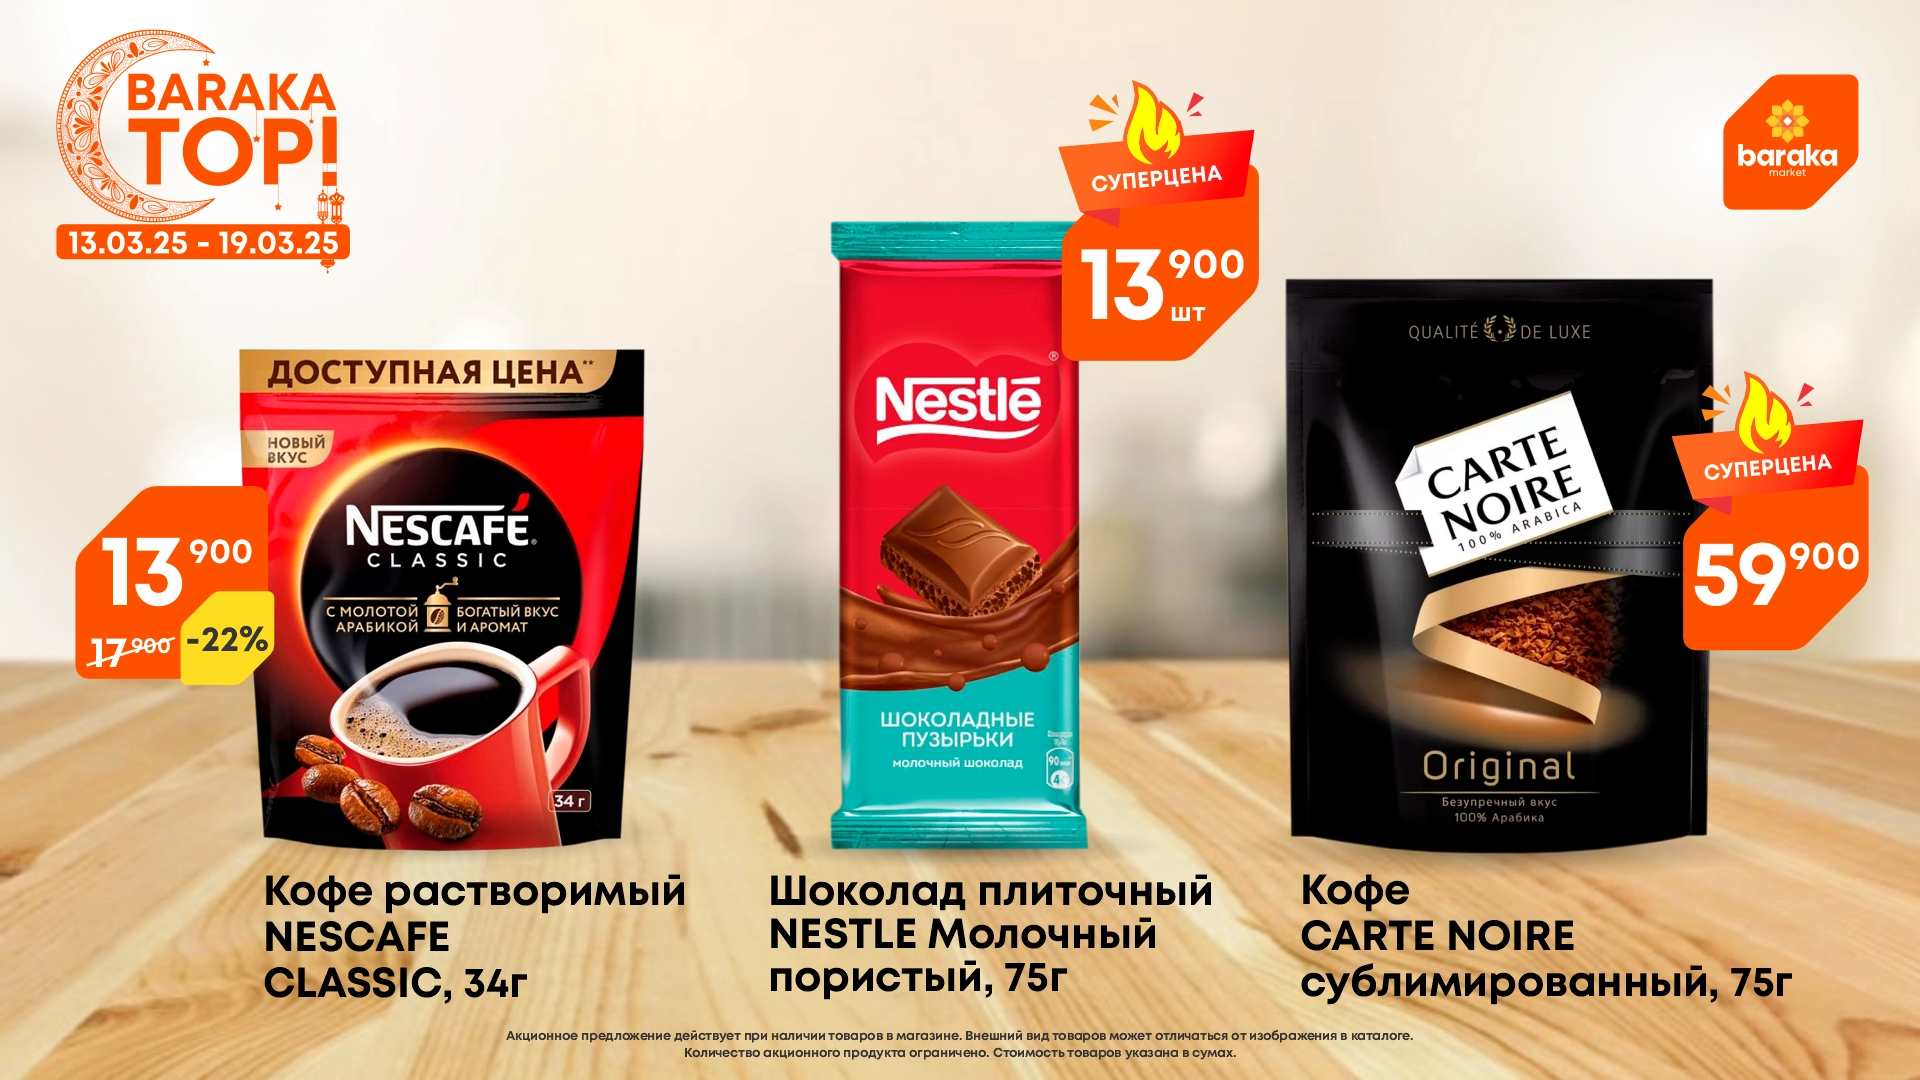 BARAKA
TOP!
13.03.25 - 19.03.25
baraka
market
СУПЕРЦЕНА
13 900
шт
Nestlé
®
ШОКОЛАДНЫЕ
ПУЗЫРЬКИ
молочный шоколад
90
ДОСТУПНАЯ ЦЕНА**
НОВЫЙ
ВКУС
NESCAFÉ®
CLASSIC
С МОЛОТОЙ
АРАБИКОЙ
БОГАТЫЙ ВКУС
И АРОМАТ
34 г
13 900
17 900
-22%
QUALITÉ DE LUXE
CARTE
NOIRE
100% ARABICA
Original
Безупречный вкус
100% Арабика
СУПЕРЦЕНА
59 900
Кофе растворимый
NESCAFE
CLASSIC, 34г
Шоколад плиточный
NESTLE Молочный
пористый, 75г
Кофе
CARTE NOIRE
сублимированный, 75г
Акционное предложение действует при наличии товаров в магазине. Внешний вид товаров может отличаться от изображения в каталоге.
Количество акционного продукта ограничено. Стоимость товаров указана в сумах.